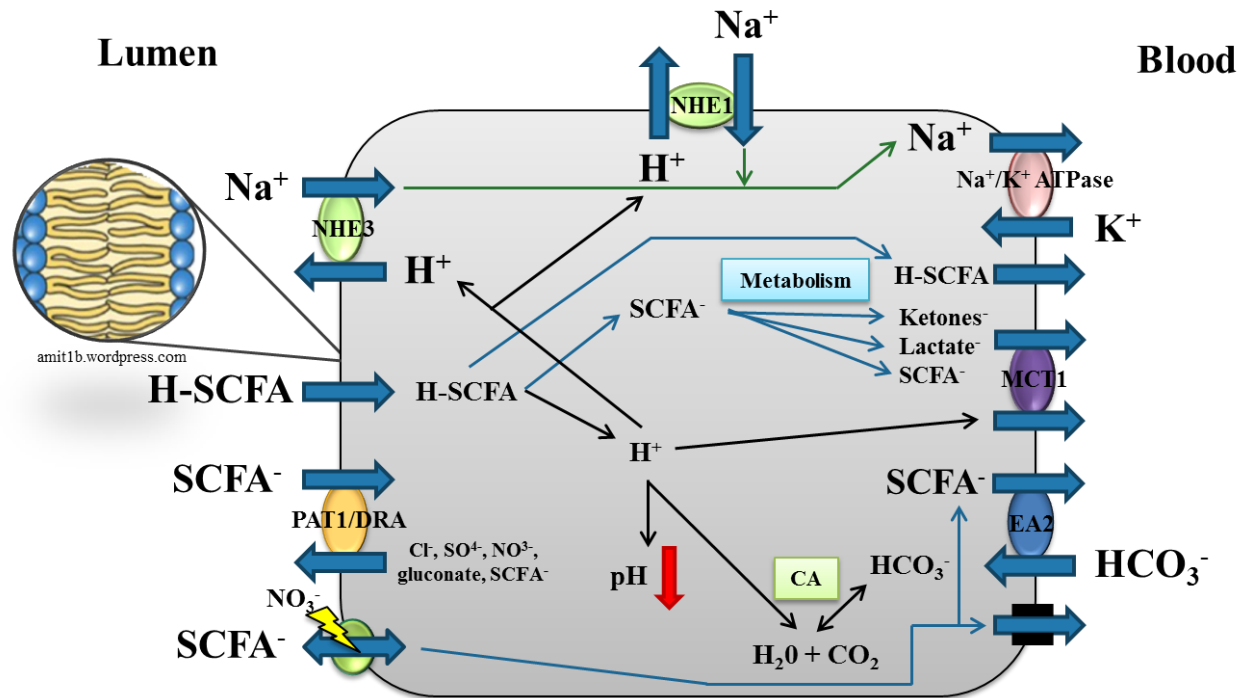 Lumen
Na⁺
Blood
NHE1
Na⁺
H⁺
Na⁺/K⁺ ATPase
Na⁺
NHE3
K⁺
H⁺
H-SCFA
Metabolism
SCFA⁻
Ketones⁻
Lactate⁻
SCFA⁻
MCT1
amit1b.wordpress.com
H-SCFA
H-SCFA
H⁺
SCFA⁻
SCFA⁻
PAT1/DRA
EA2
Cl⁻, SO⁴⁻, NO³⁻,
gluconate, SCFA⁻
pH
CA
HCO₃⁻
HCO₃⁻
NO₃⁻
SCFA⁻
H₂0 + CO₂